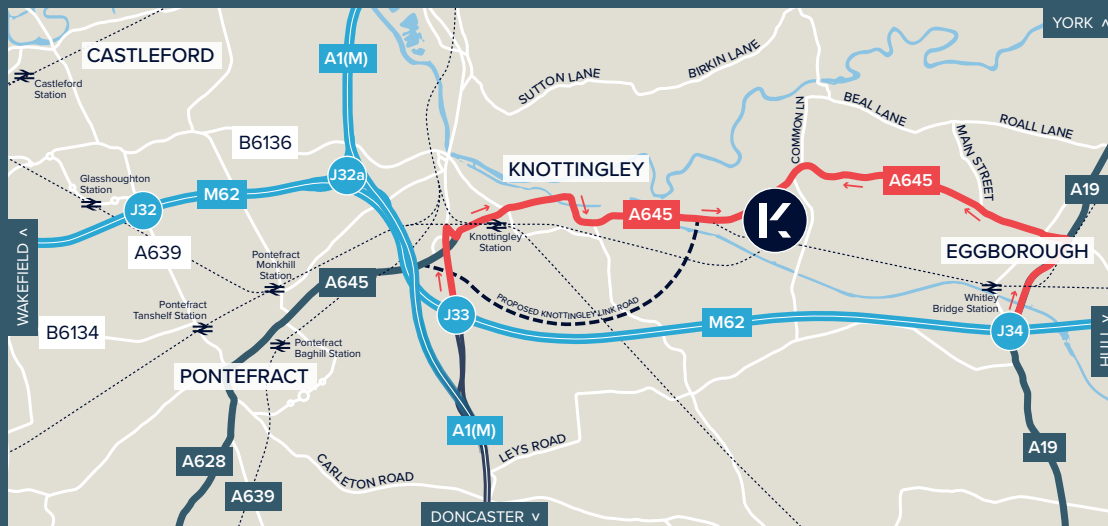 YORK >
A1(M)
CASTLEFORD
Castleford
Station
SUTTON LANE
BIRKIN LANE
BEAL LANE
ROALL LANE
COMMON LN
MAIN STREET
B6136
KNOTTINGLEY
J32a
Glasshoughton
Station
M62
A645
A19
J32
A645
K
WAKEFIELD >
A639
Knottingley
Station
EGGBOROUGH
Pontefract
Monkhill
Station
A645
Whitley
Bridge Station
Pontefract
Tanshelf Station
PROPOSED KNOTTINGLEY LINK ROAD
J33
M62
J34
B6134
Pontefract
Baghill Station
PONTEFRACT
A1(M)
LEYS ROAD
A19
A628
CARLETON ROAD
A639
DONCASTER >